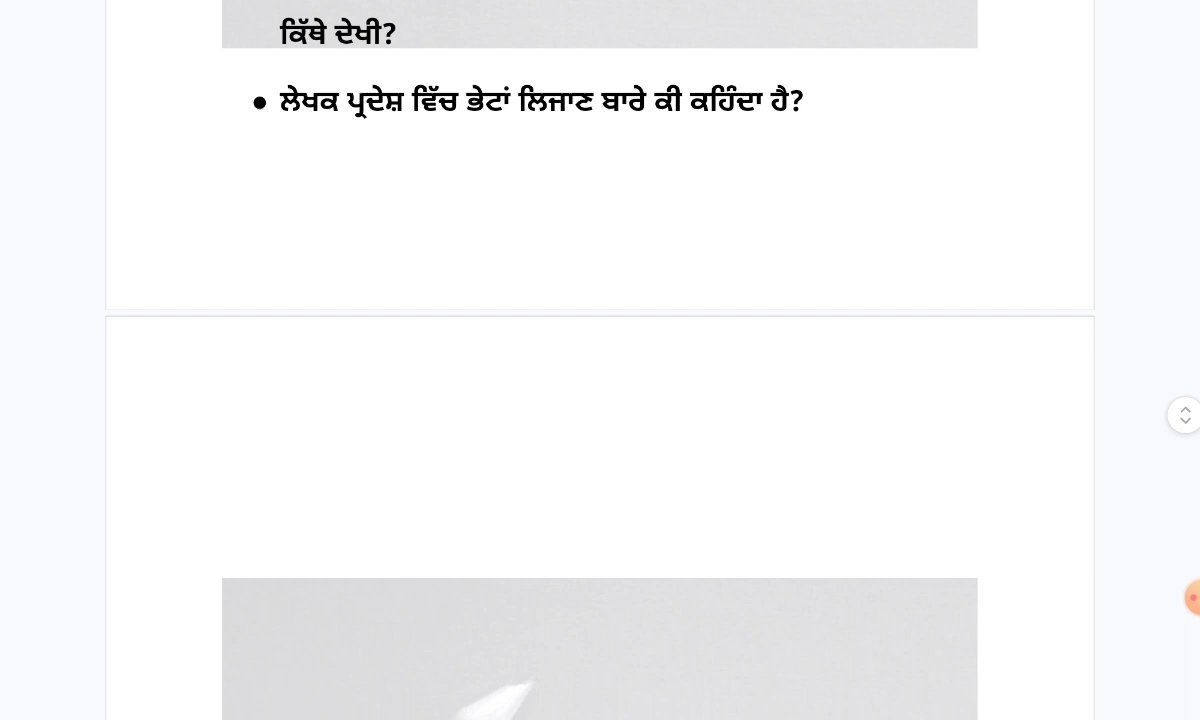 ਕਿੱਥੇ ਦੇਖੀ?
● ਲੇਖਕ ਪ੍ਰਦੇਸ਼ ਵਿੱਚ ਭੇਟਾਂ ਲਿਜਾਣ ਬਾਰੇ ਕੀ ਕਹਿੰਦਾ ਹੈ?